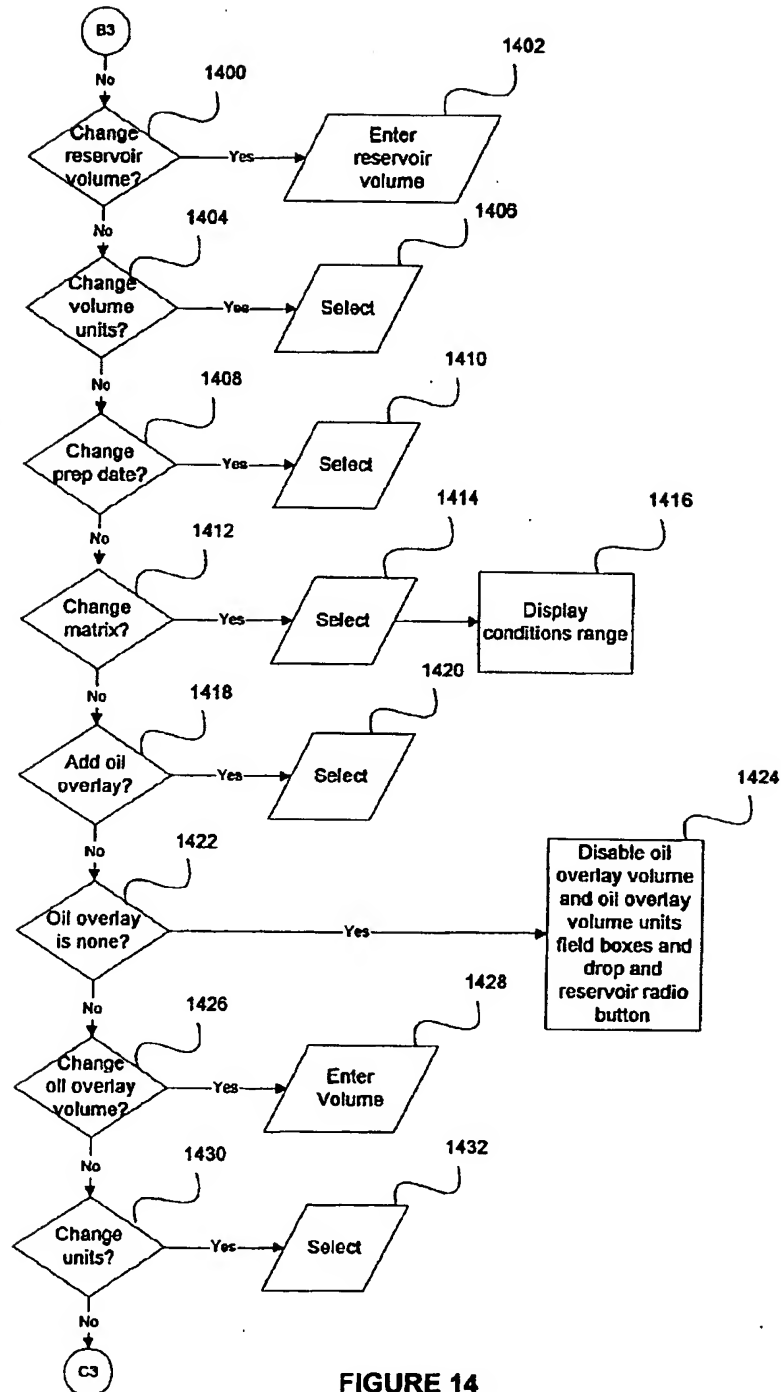 B3
No
1400
1402
Change
reservoir
volume?
Yes
Enter
reservoir
volume
No
1404
1406
Change
volume
units?
Yes
Select
No
1408
1410
Change
prep date?
Yes
Select
No
1412
1414
1416
Change
matrix?
Yes
Select
Display
conditions range
No
1418
1420
Add oil
overlay?
Yes
Select
No
1422
1424
Oil overlay
is none?
Yes
Disable oil
overlay volume
and oil overlay
volume units
field boxes and
drop and
reservoir radio
button
No
1426
1428
Change
oil overlay
volume?
Yes
Enter
Volume
No
1430
1432
Change
units?
Yes
Select
No
C3
FIGURE 14